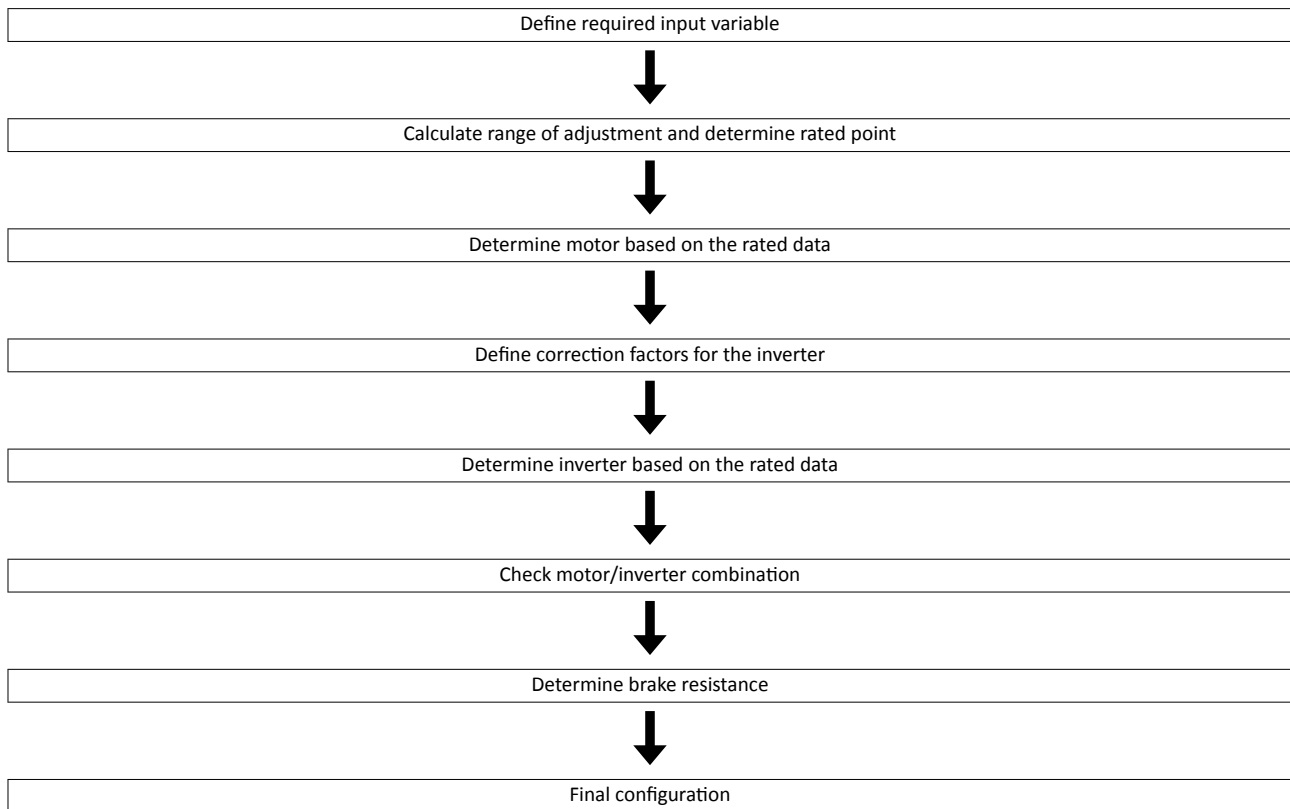 Define required input variable
Calculate range of adjustment and determine rated point
Determine motor based on the rated data
Define correction factors for the inverter
Determine inverter based on the rated data
Check motor/inverter combination
Determine brake resistance
Final configuration